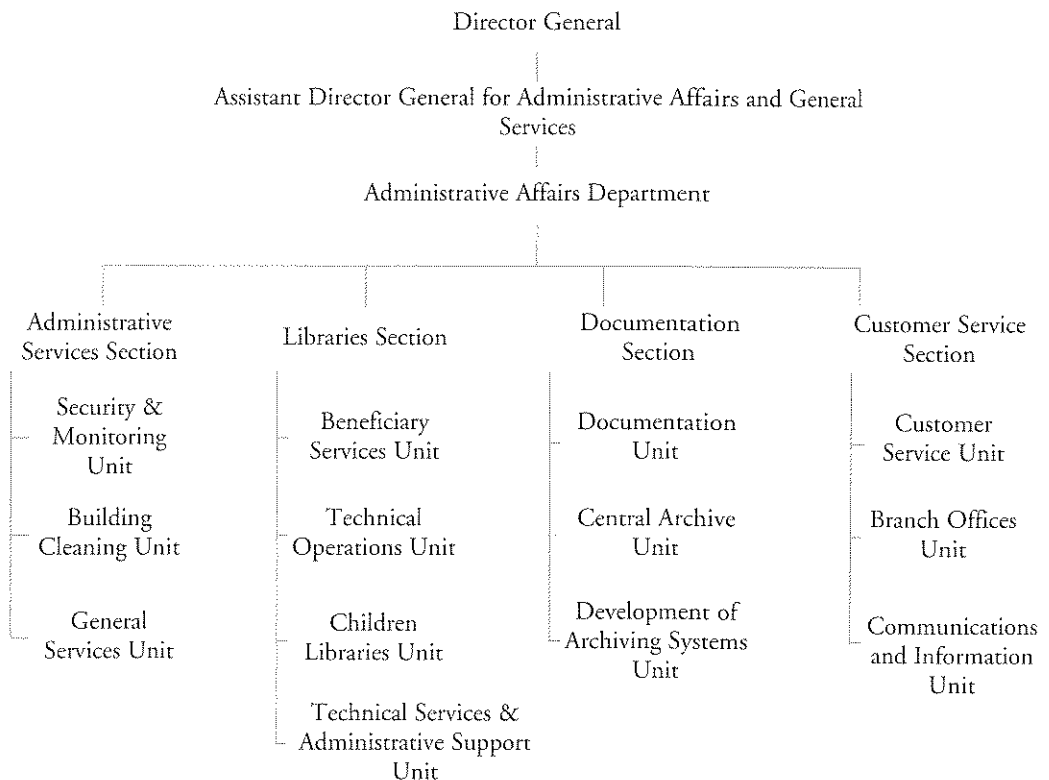 Director General
Assistant Director General for Administrative Affairs and General
Services
Administrative Affairs Department
Administrative
Services Section
Security &
Monitoring
Unit
Building
Cleaning Unit
General
Services Unit
Libraries Section
Beneficiary
Services Unit
Technical
Operations Unit
Children
Libraries Unit
Technical Services &
Administrative Support
Unit
Documentation
Section
Documentation
Unit
Central Archive
Unit
Development of
Archiving Systems
Unit
Customer Service
Section
Customer
Service Unit
Branch Offices
Unit
Communications
and Information
Unit